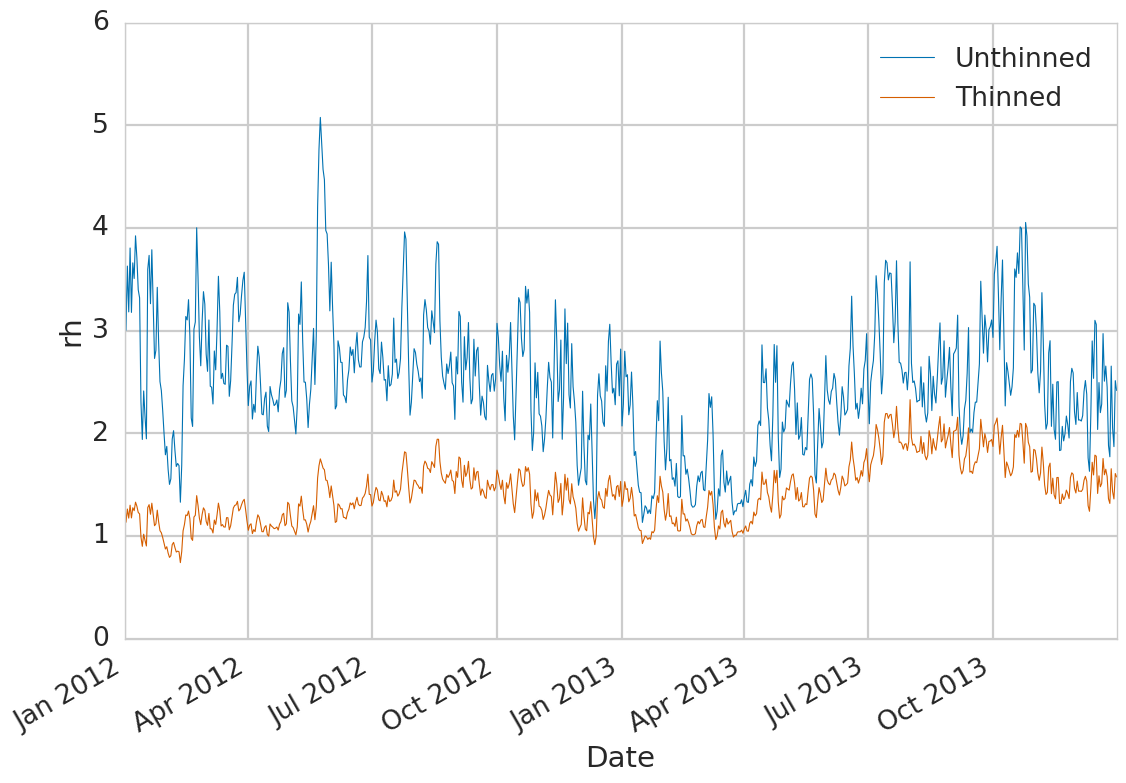 6
5
4
3
2
1
0
rh
Unthinned
Thinned
Jan 2012
Apr 2012
Jul 2012
Oct 2012
Jan 2013
Apr 2013
Jul 2013
Oct 2013
Date